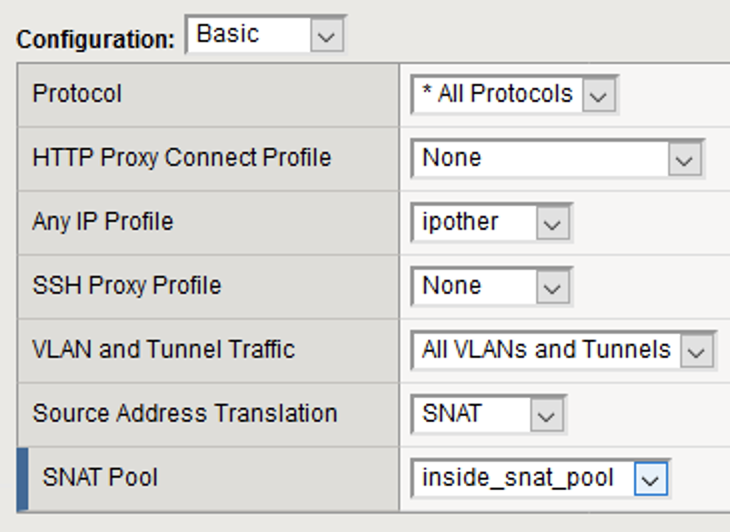 Configuration: Basic
Protocol * All Protocols
HTTP Proxy Connect Profile None
Any IP Profile ipother
SSH Proxy Profile None
VLAN and Tunnel Traffic All VLANs and Tunnels
Source Address Translation SNAT
SNAT Pool inside_snat_pool